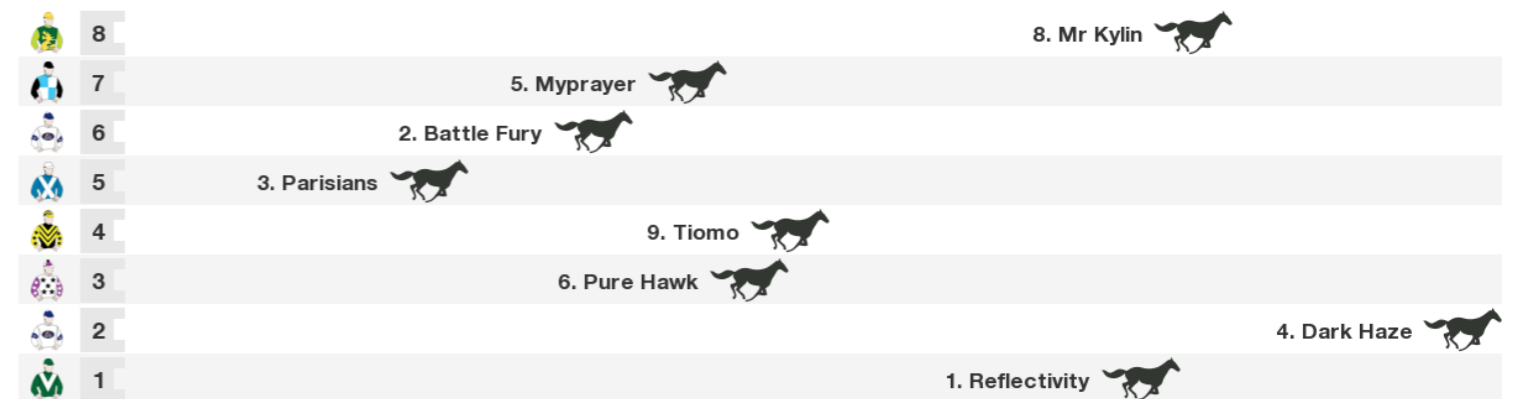 8 8. Mr Kylin
7 5. Myprayer
6 2. Battle Fury
5 3. Parisians
4 9. Tiomo
3 6. Pure Hawk
2 4. Dark Haze
1 1. Reflectivity